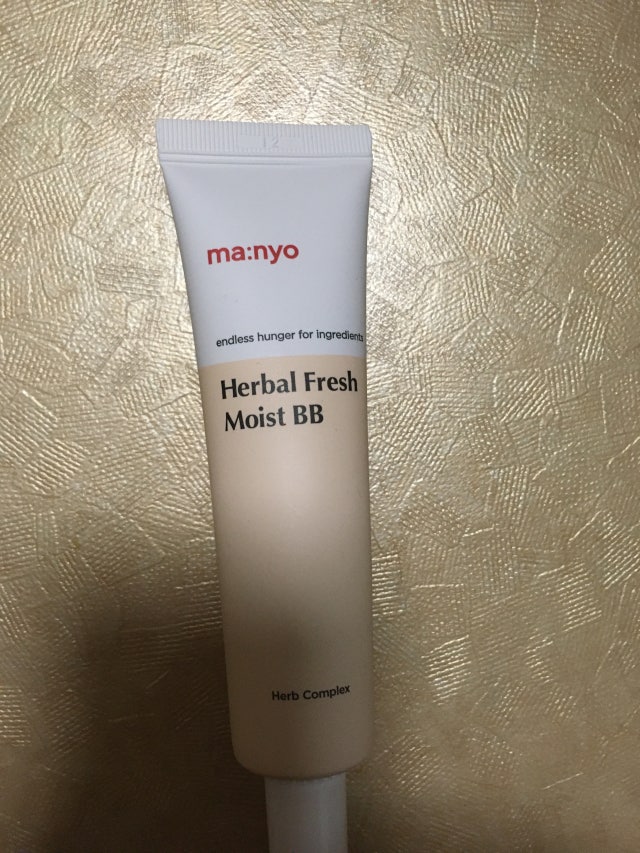 ma:nyo
endless hunger for ingredients
Herbal Fresh
Moist BB
Herb Complex